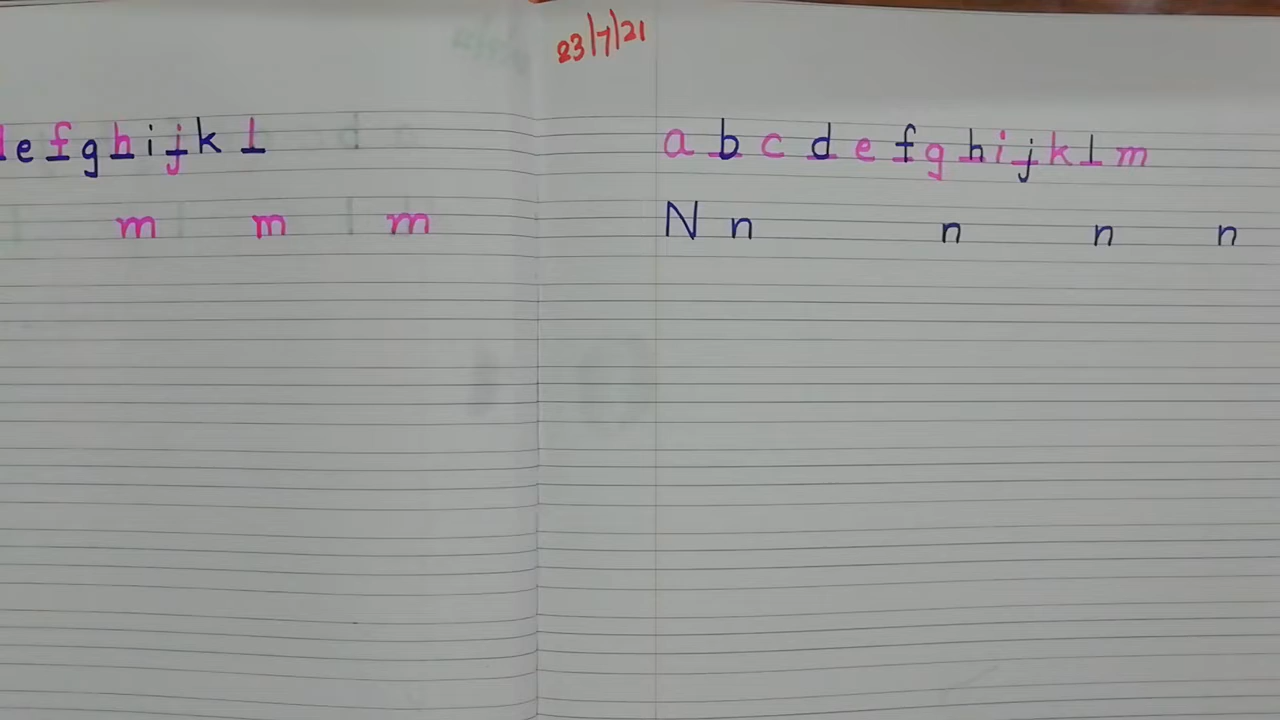 23/7/21
d e f g h i j k l
m m m
a b c d e f g h i j k l m
N n n n n